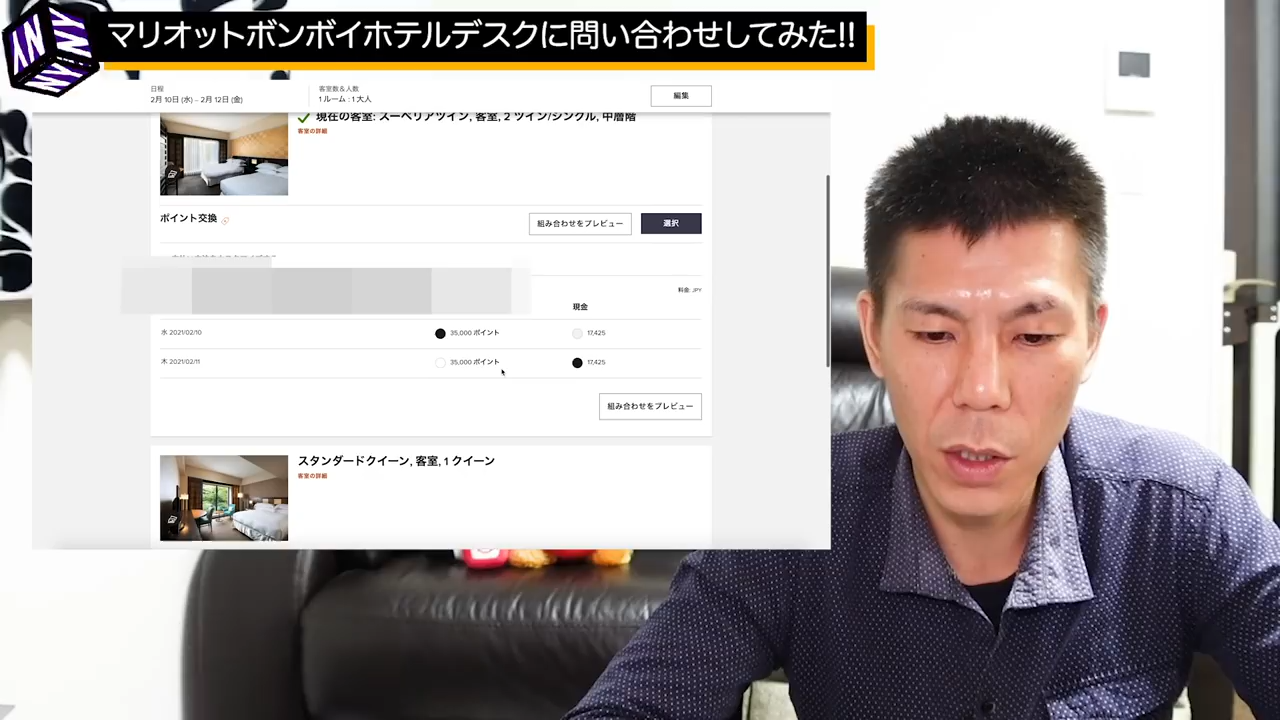 マリオットボンボイホテルデスクに問い合わせしてみた!!
日程
客室数&人数
2月 10日 (水) – 2月 12日 (金)
1 ルーム : 1 大人
編集
現在の客室: スーペリアツイン, 客室, 2 ツイン/シングル, 中層階
客室の詳細
ポイント交換
組み合わせをプレビュー
選択
料金: JPY
現金
水 2021/02/10
35,000 ポイント
17,425
木 2021/02/11
35,000 ポイント
17,425
組み合わせをプレビュー
スタンダードクイーン, 客室, 1 クイーン
客室の詳細